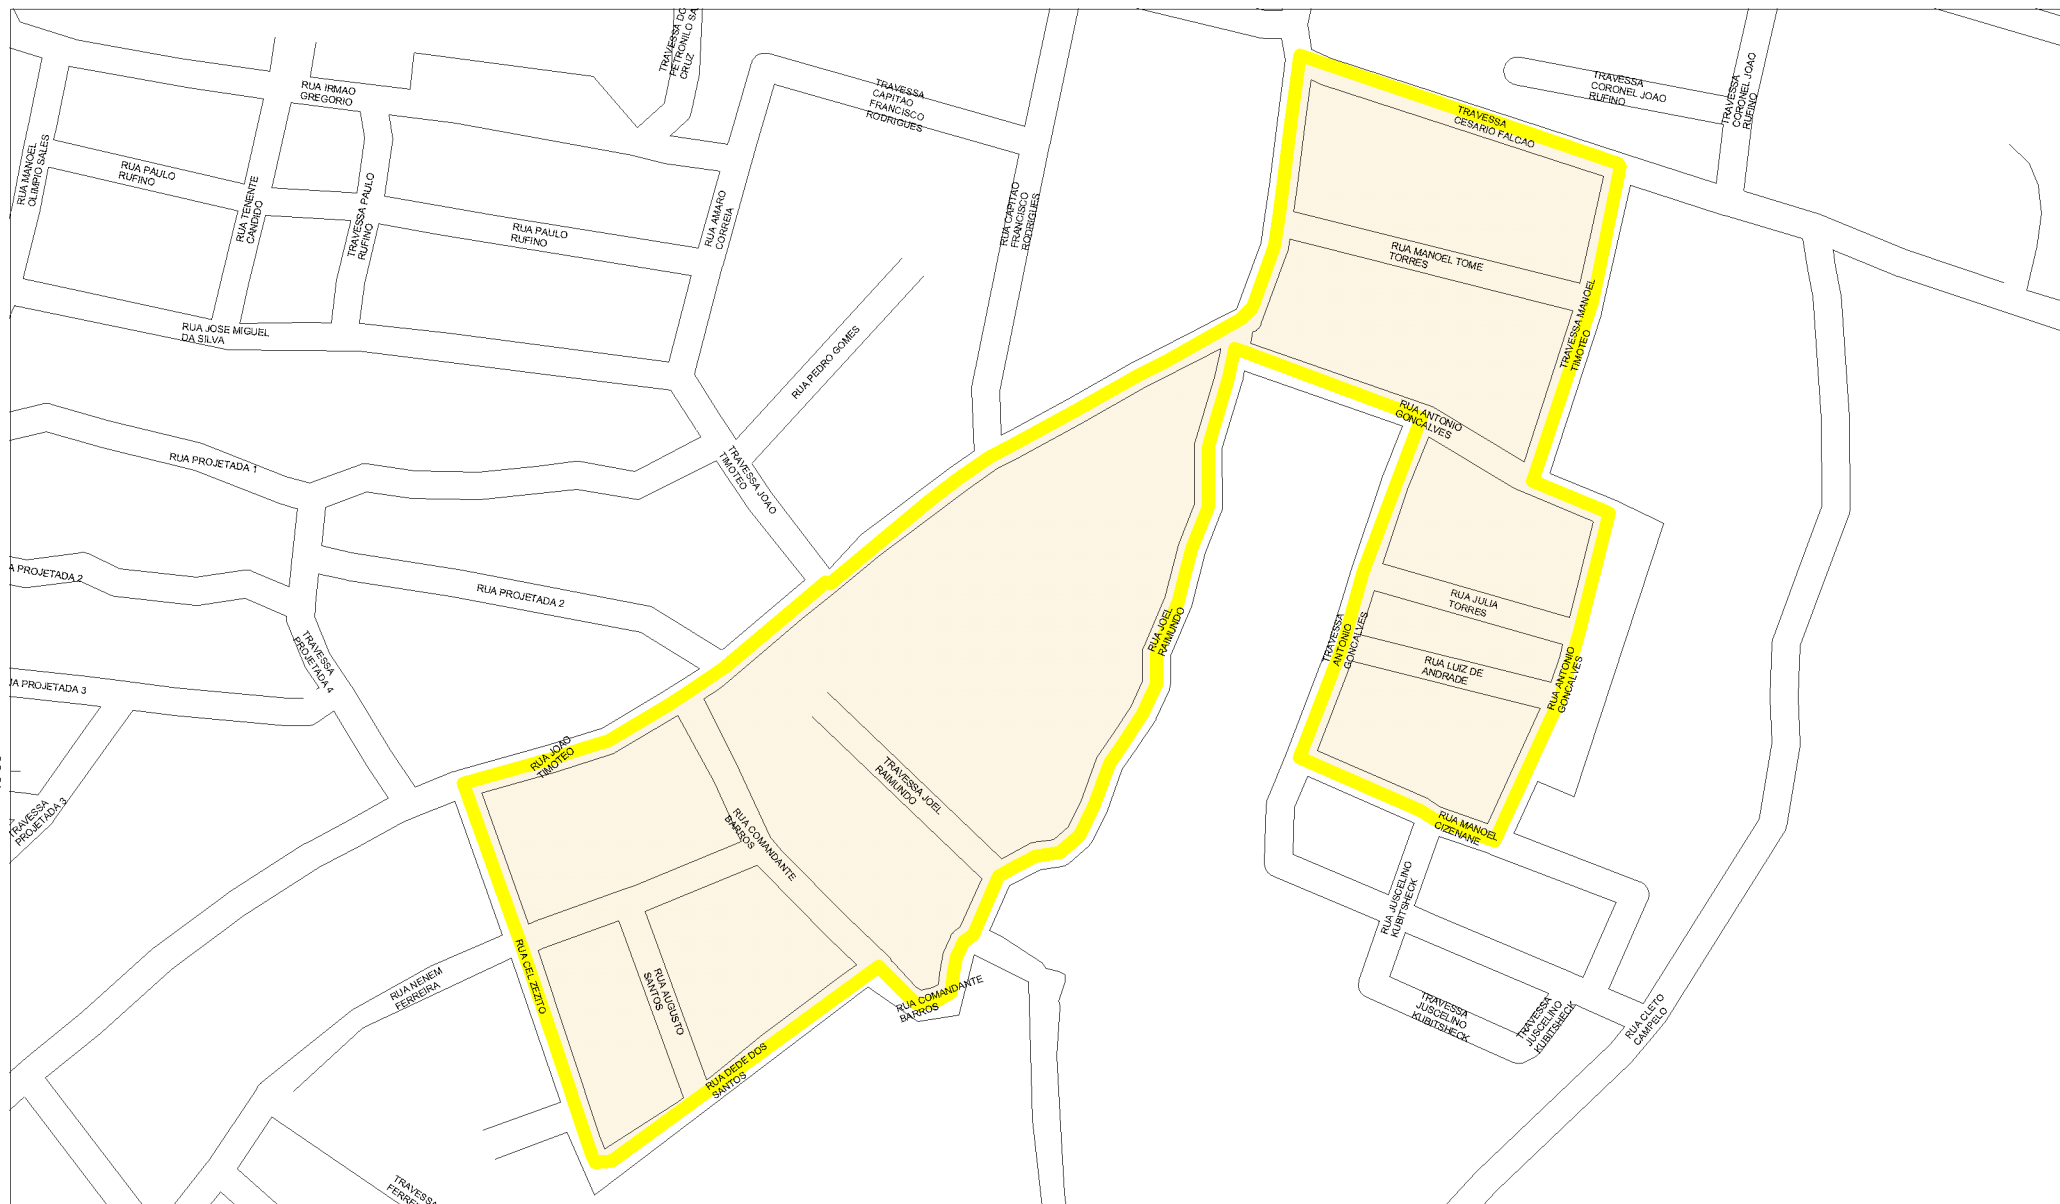 TRAVESSA DO
PETRONILO SA
CRUZ
RUA IRMAO
GREGORIO
TRAVESSA
CAPITAO
FRANCISCO
RODRIGUES
TRAVESSA
CORONEL JOAO
RUFINO
TRAVESSA
CORONEL JOAO
RUFINO
TRAVESSA
CESARIO FALCAO
RUA MANOEL
OLIMPIO SALES
RUA PAULO
RUFINO
RUA TENENTE
CANDIDO
TRAVESSA PAULO
RUFINO
RUA PAULO
RUFINO
RUA AMARO
CORREIA
RUA CAPITAO
FRANCISCO
RODRIGUES
RUA MANOEL TOME
TORRES
TRAVESSA MANOEL
TIMOTEO
RUA JOSE MIGUEL
DA SILVA
RUA PEDRO GOMES
RUA ANTONIO
GONCALVES
RUA PROJETADA 1
TRAVESSA JOAO
TIMOTEO
A PROJETADA 2
RUA PROJETADA 2
RUA JULIA
TORRES
RUA JOEL
RAIMUNDO
TRAVESSA
ANTONIO
GONCALVES
TRAVESSA
PROJETADA 4
RUA LUIZ DE
ANDRADE
RUA ANTONIO
GONCALVES
JA PROJETADA 3
RUA JOAO
TIMOTEO
TRAVESSA JOEL
RAIMUNDO
TRAVESSA
PROJETADA 3
RUA COMANDANTE
BARROS
RUA MANOEL
CIZENANE
RUA JUSCELINO
KUBITSHECK
RUA CEL ZEZITO
RUA NENEM
FERREIRA
RUA AUGUSTO
SANTOS
RUA COMANDANTE
BARROS
TRAVESSA
JUSCELINO
KUBITSHECK
TRAVESSA
JUSCELINO
KUBITSHECK
RUA CLETO
CAMPELO
RUA DEDE DOS
SANTOS
TRAVESSA